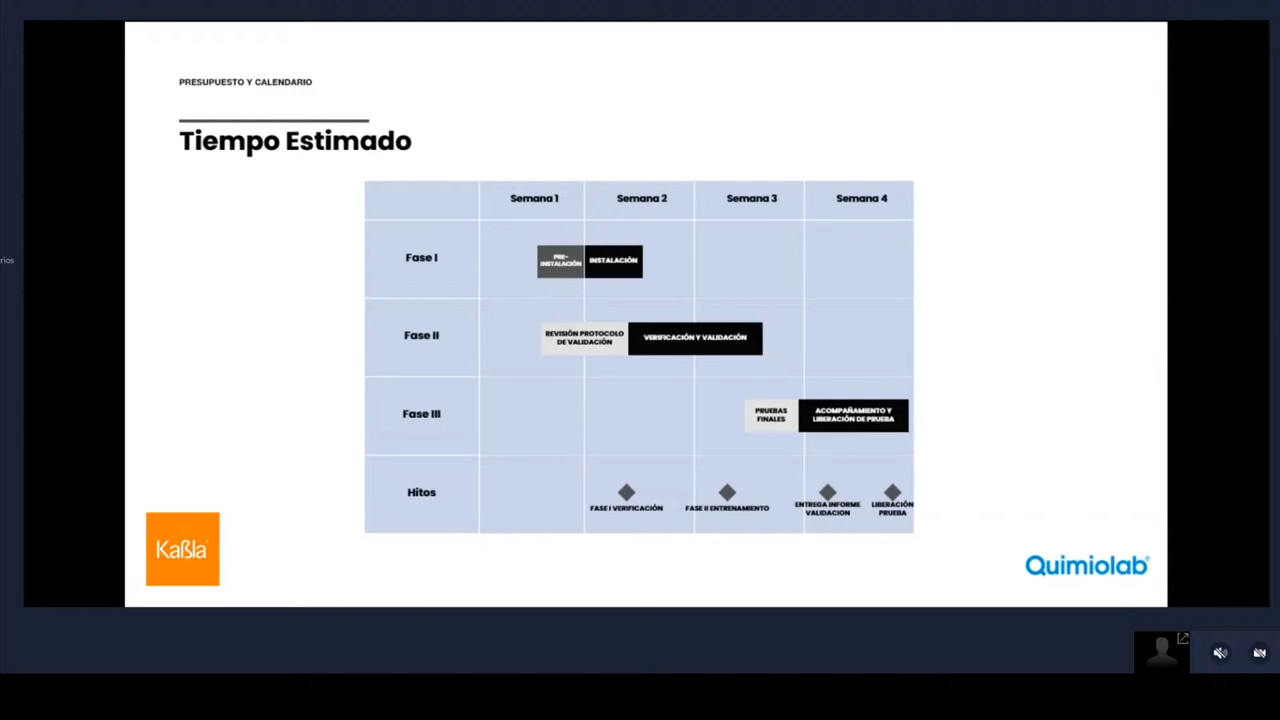 PRESUPUESTO Y CALENDARIO
Tiempo Estimado
Semana 1
Semana 2
Semana 3
Semana 4
Fase I
PRE-
INSTALACIÓN
INSTALACIÓN
Fase II
REVISIÓN PROTOCOLO
DE VALIDACIÓN
VERIFICACIÓN Y VALIDACIÓN
Fase III
PRUEBAS
FINALES
ACOMPAÑAMIENTO Y
LIBERACIÓN DE PRUEBA
Hitos
FASE I VERIFICACIÓN
FASE II ENTRENAMIENTO
ENTREGA INFORME
VALIDACION
LIBERACIÓN
PRUEBA
Kaßla
Quimiolab
rios